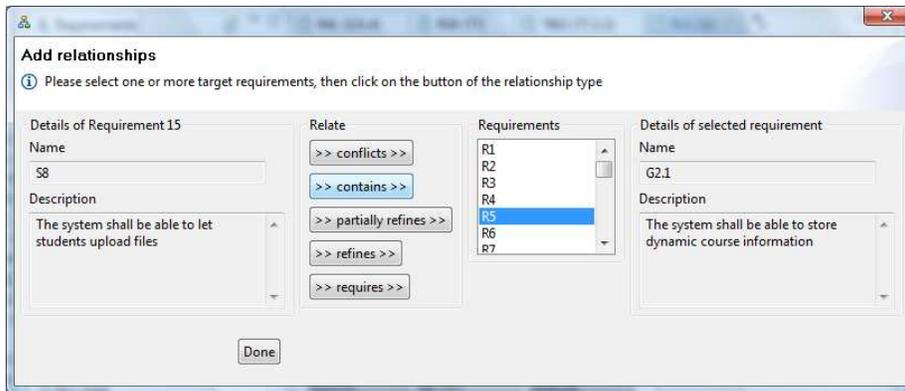 Add relationships
Please select one or more target requirements, then click on the button of the relationship type
Details of Requirement 15
Name
S8
Description
The system shall be able to let
students upload files
Relate
>> conflicts >>
>> contains >>
>> partially refines >>
>> refines >>
>> requires >>
Requirements
R1
R2
R3
R4
R5
R6
R7
Details of selected requirement
Name
G2.1
Description
The system shall be able to store
dynamic course information
Done